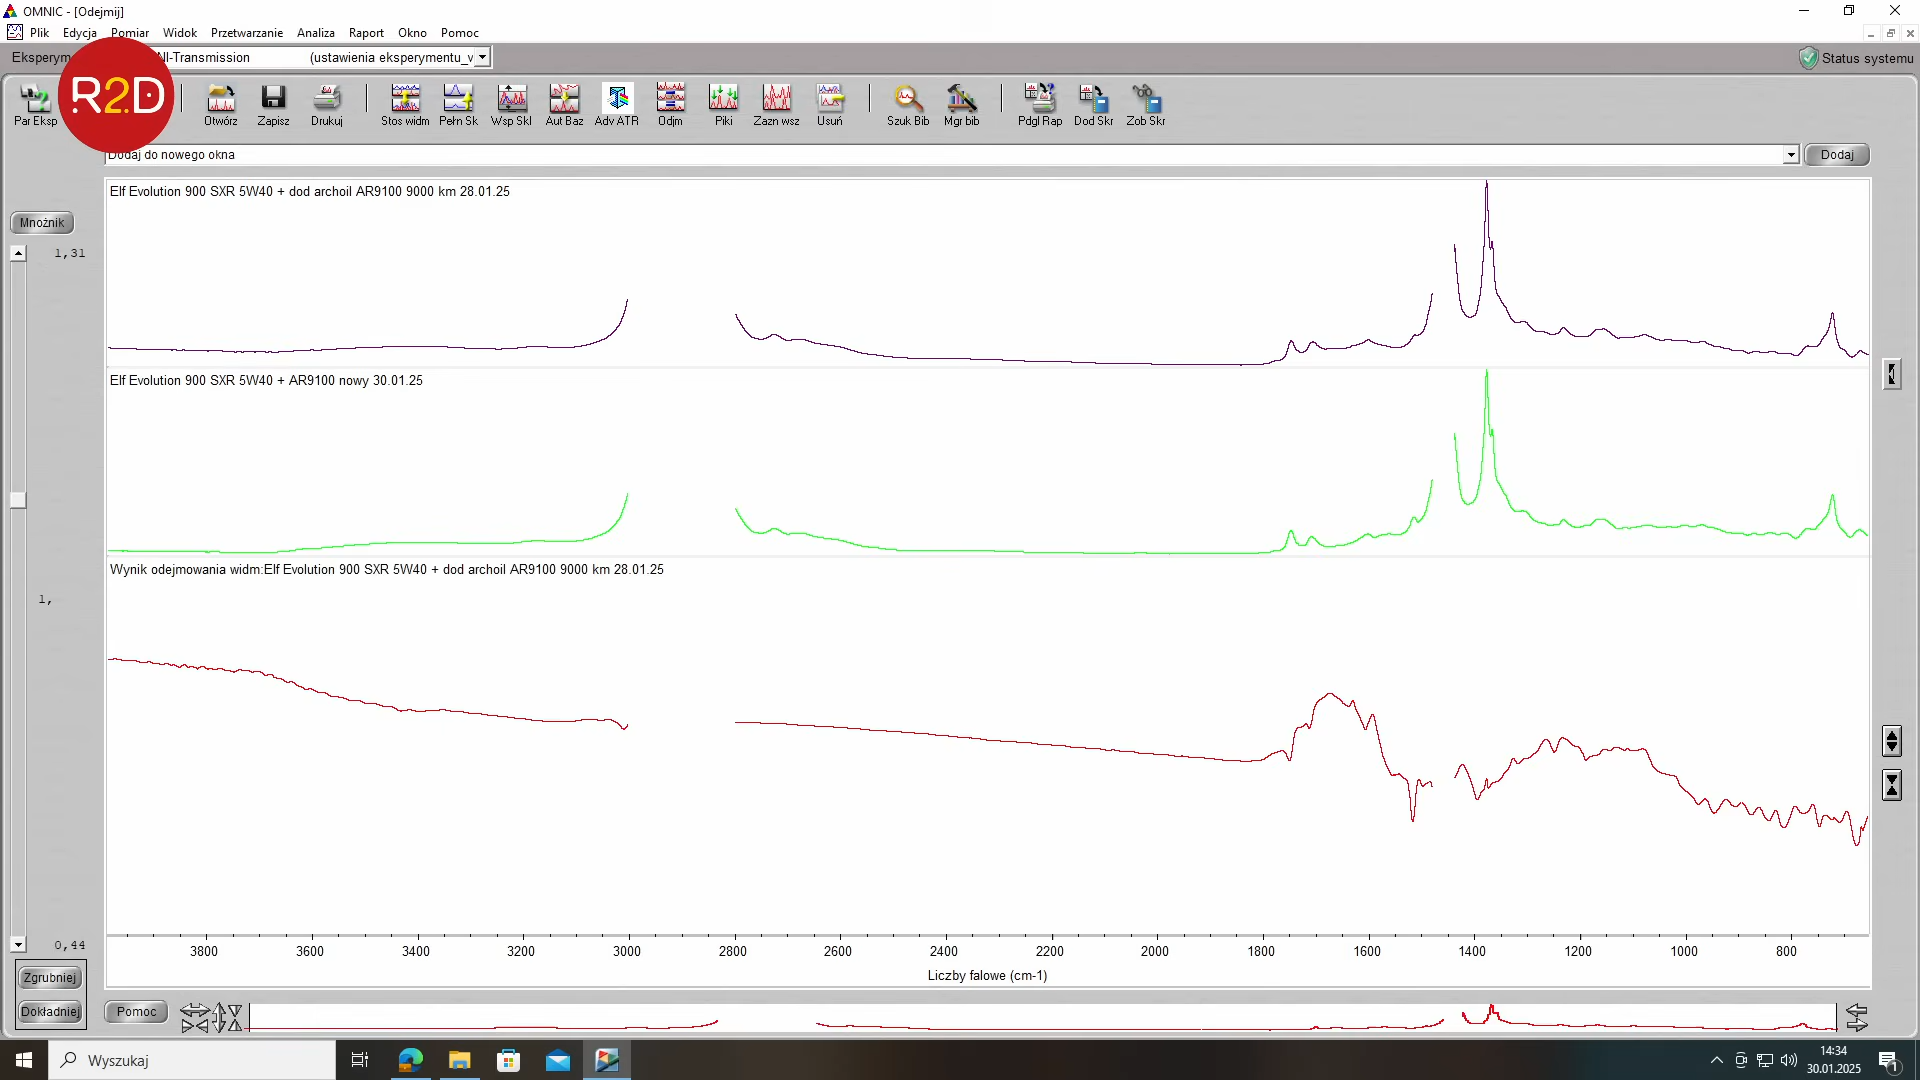 OMNIC - [Odejmij]
Plik Edycja Pomiar Widok Przetwarzanie Analiza Raport Okno Pomoc
NI-Transmission (ustawienia eksperymentu_v
Status systemu
R2D
Par Eksp Otwórz Zapisz Drukuj Stos widm Pełn Sk Wsp Skl Aut Baz Adv ATR Odjm Piki Zazn wsz Usuń Szuk Bib Mgr bib Pdgl Rap Dod Skr Zob Skr
Dodaj do nowego okna
Dodaj
Elf Evolution 900 SXR 5W40 + dod archoil AR9100 9000 km 28.01.25
Mnożnik
1,31
Elf Evolution 900 SXR 5W40 + AR9100 nowy 30.01.25
Wynik odejmowania widm:Elf Evolution 900 SXR 5W40 + dod archoil AR9100 9000 km 28.01.25
1,
0,44
3800 3600 3400 3200 3000 2800 2600 2400 2200 2000 1800 1600 1400 1200 1000 800
Liczby falowe (cm-1)
Zgrubniej
Dokładniej
Pomoc
Wyszukaj
14:34
30.01.2025
1